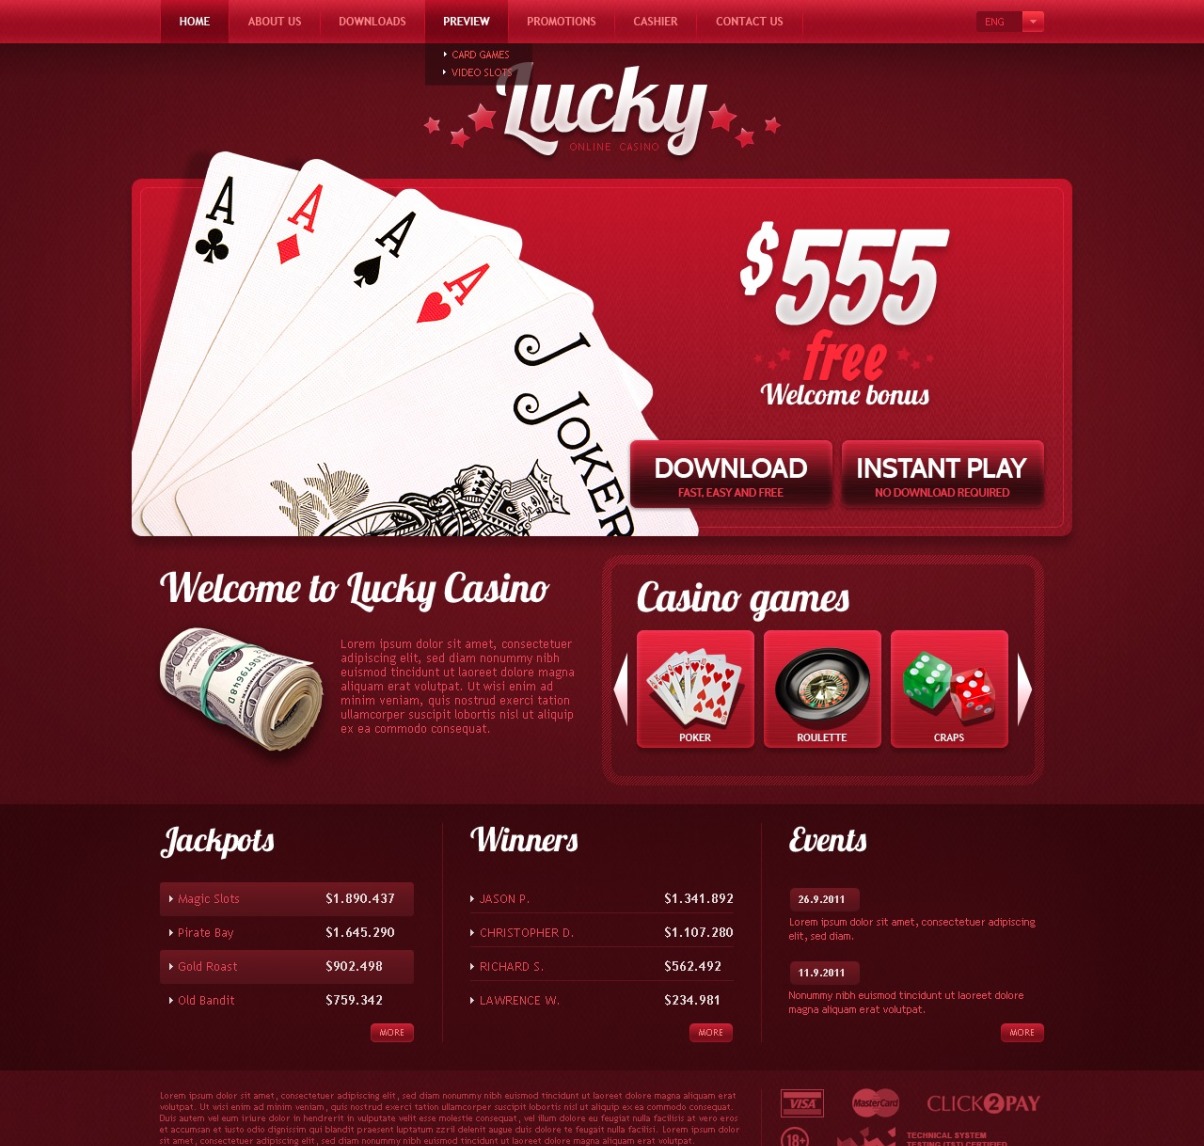 HOME ABOUT US DOWNLOADS PREVIEW PROMOTIONS CASHIER CONTACT US ENG
CARD GAMES
VIDEO SLOTS
Lucky
ONLINE CASINO
A A A A J
JOKER
$555
free
Welcome bonus
DOWNLOAD
FAST, EASY AND FREE
INSTANT PLAY
NO DOWNLOAD REQUIRED
Welcome to Lucky Casino
Lorem ipsum dolor sit amet, consectetuer
adipiscing elit, sed diam nonummy nibh
euismod tincidunt ut laoreet dolore magna
aliquam erat volutpat. Ut wisi enim ad
minim veniam, quis nostrud exerci tation
ullamcorper suscipit lobortis nisl ut aliquip
ex ea commodo consequat.
Casino games
POKER
ROULETTE
CRAPS
Jackpots
Magic Slots $1.890.437
Pirate Bay $1.645.290
Gold Roast $902.498
Old Bandit $759.342
MORE
Winners
JASON P. $1.341.892
CHRISTOPHER D. $1.107.280
RICHARD S. $562.492
LAWRENCE W. $234.981
MORE
Events
26.9.2011
Lorem ipsum dolor sit amet, consectetuer adipiscing
elit, sed diam.
11.9.2011
Nonummy nibh euismod tincidunt ut laoreet dolore
magna aliquam erat volutpat.
MORE
Lorem ipsum dolor sit amet, consectetuer adipiscing elit, sed diam nonummy nibh euismod tincidunt ut laoreet dolore magna aliquam erat
volutpat. Ut wisi enim ad minim veniam, quis nostrud exerci tation ullamcorper suscipit lobortis nisl ut aliquip ex ea commodo consequat.
Duis autem vel eum iriure dolor in hendrerit in vulputate velit esse molestie consequat, vel illum dolore eu feugiat nulla facilisis at vero eros
et accumsan et iusto odio dignissim qui blandit praesent luptatum zzril delenit augue duis dolore te feugait nulla facilisi. Lorem ipsum dolor
sit amet, consectetuer adipiscing elit, sed diam nonummy nibh euismod tincidunt ut laoreet dolore magna aliquam erat volutpat.
VISA MasterCard CLICK2PAY
18+ TECHNICAL SYSTEM
TESTING (TST) CERTIFIED